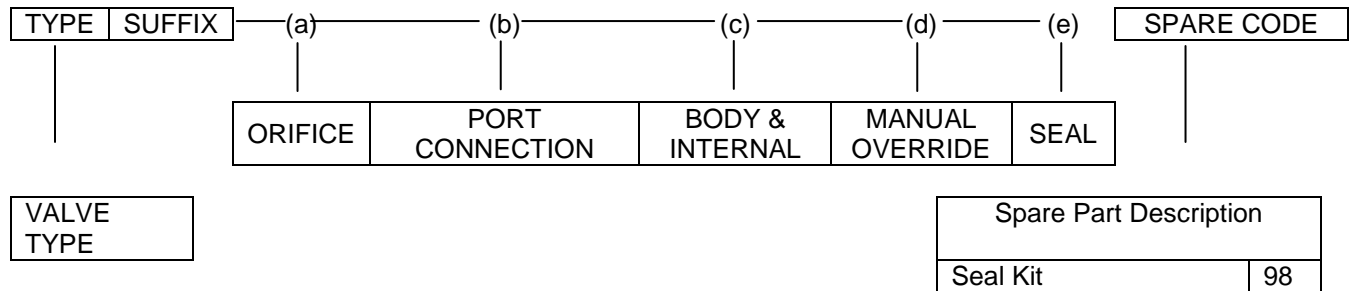 TYPE SUFFIX (a) (b) (c) (d) (e) SPARE CODE
ORIFICE PORT CONNECTION BODY & INTERNAL MANUAL OVERRIDE SEAL
VALVE TYPE
Spare Part Description
Seal Kit 98